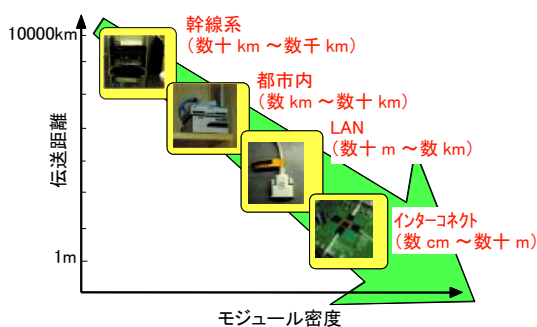 10000km
幹線系
（数十 km ～数千 km）
都市内
（数 km ～数十 km）
LAN
（数十 m ～数 km）
インターコネクト
（数 cm ～数十 m）
伝送距離
1m
モジュール密度